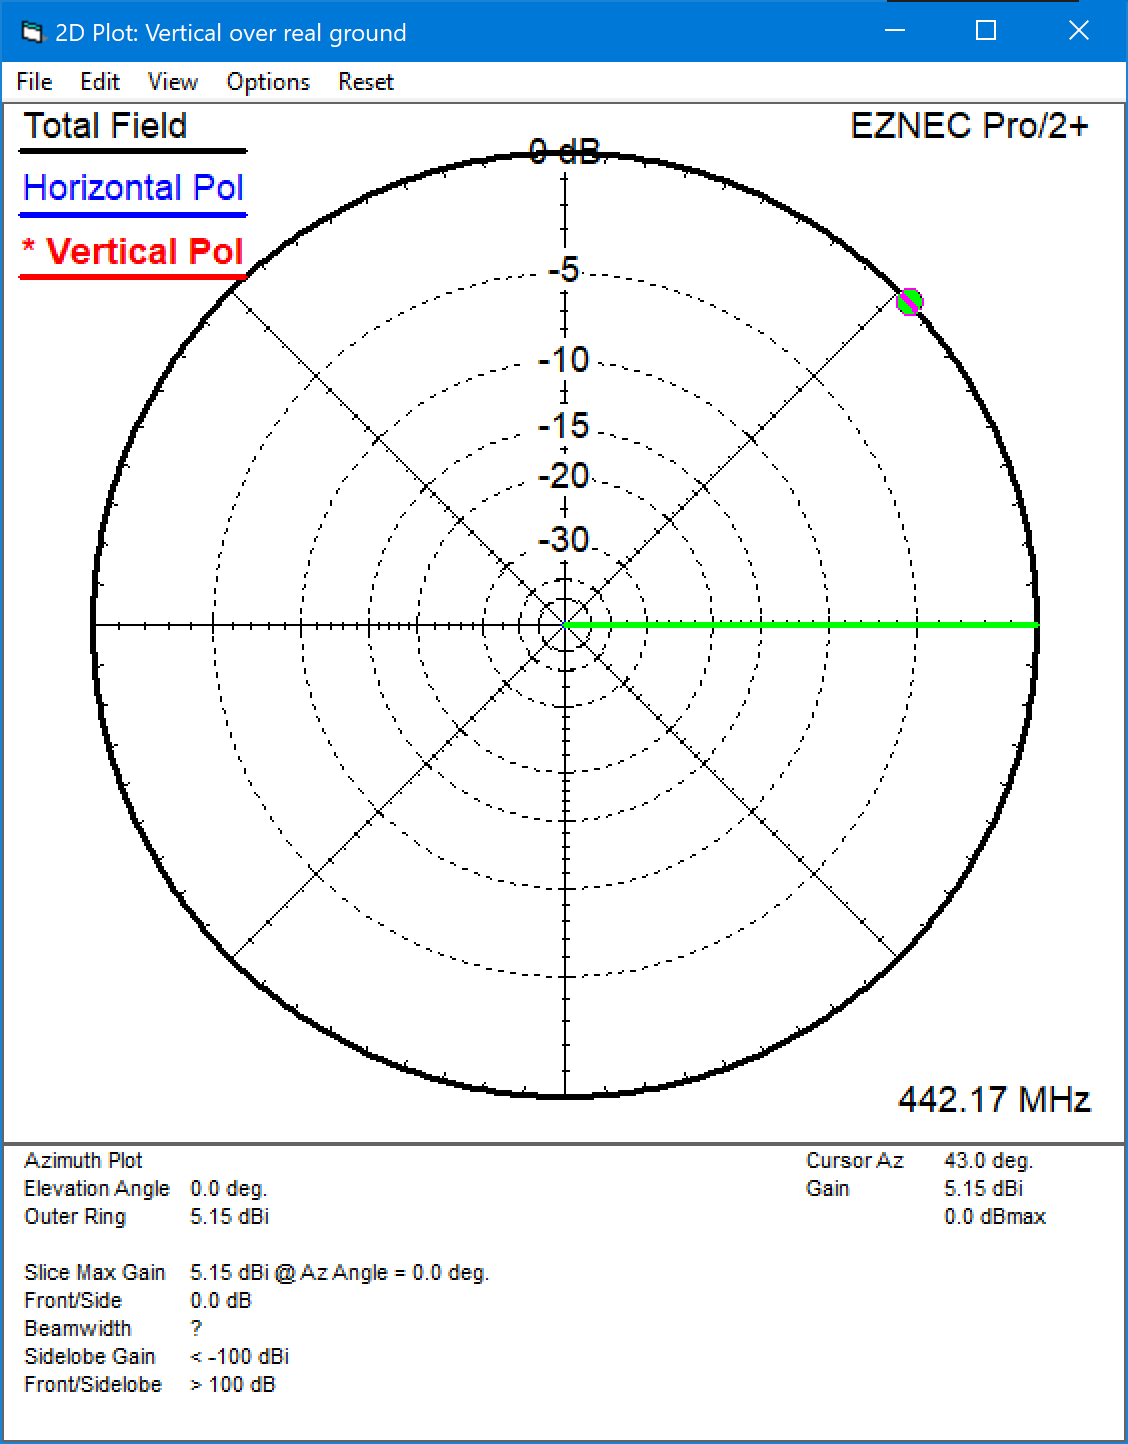 2D Plot: Vertical over real ground
File Edit View Options Reset
Total Field
EZNEC Pro/2+
Horizontal Pol
* Vertical Pol
0 dB
-5
-10
-15
-20
-30
442.17 MHz
Azimuth Plot
Cursor Az 43.0 deg.
Elevation Angle 0.0 deg.
Gain 5.15 dBi
Outer Ring 5.15 dBi
0.0 dBmax
Slice Max Gain 5.15 dBi @ Az Angle = 0.0 deg.
Front/Side 0.0 dB
Beamwidth ?
Sidelobe Gain < -100 dBi
Front/Sidelobe > 100 dB